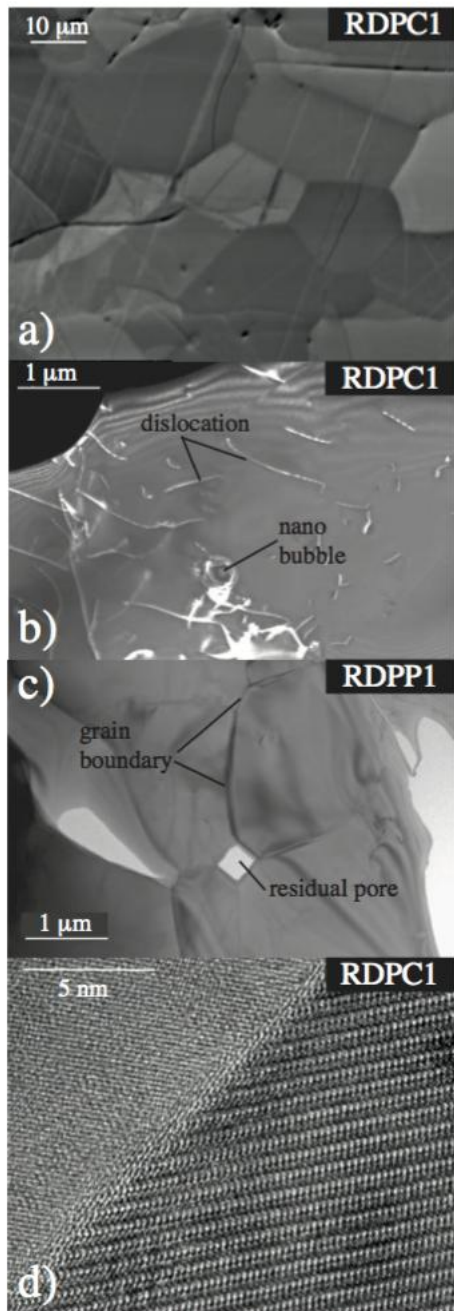 10 μm
RDPC1
a)
1 μm
RDPC1
dislocation
nano
bubble
b)
c)
RDPP1
grain
boundary
residual pore
1 μm
5 nm
RDPC1
d)